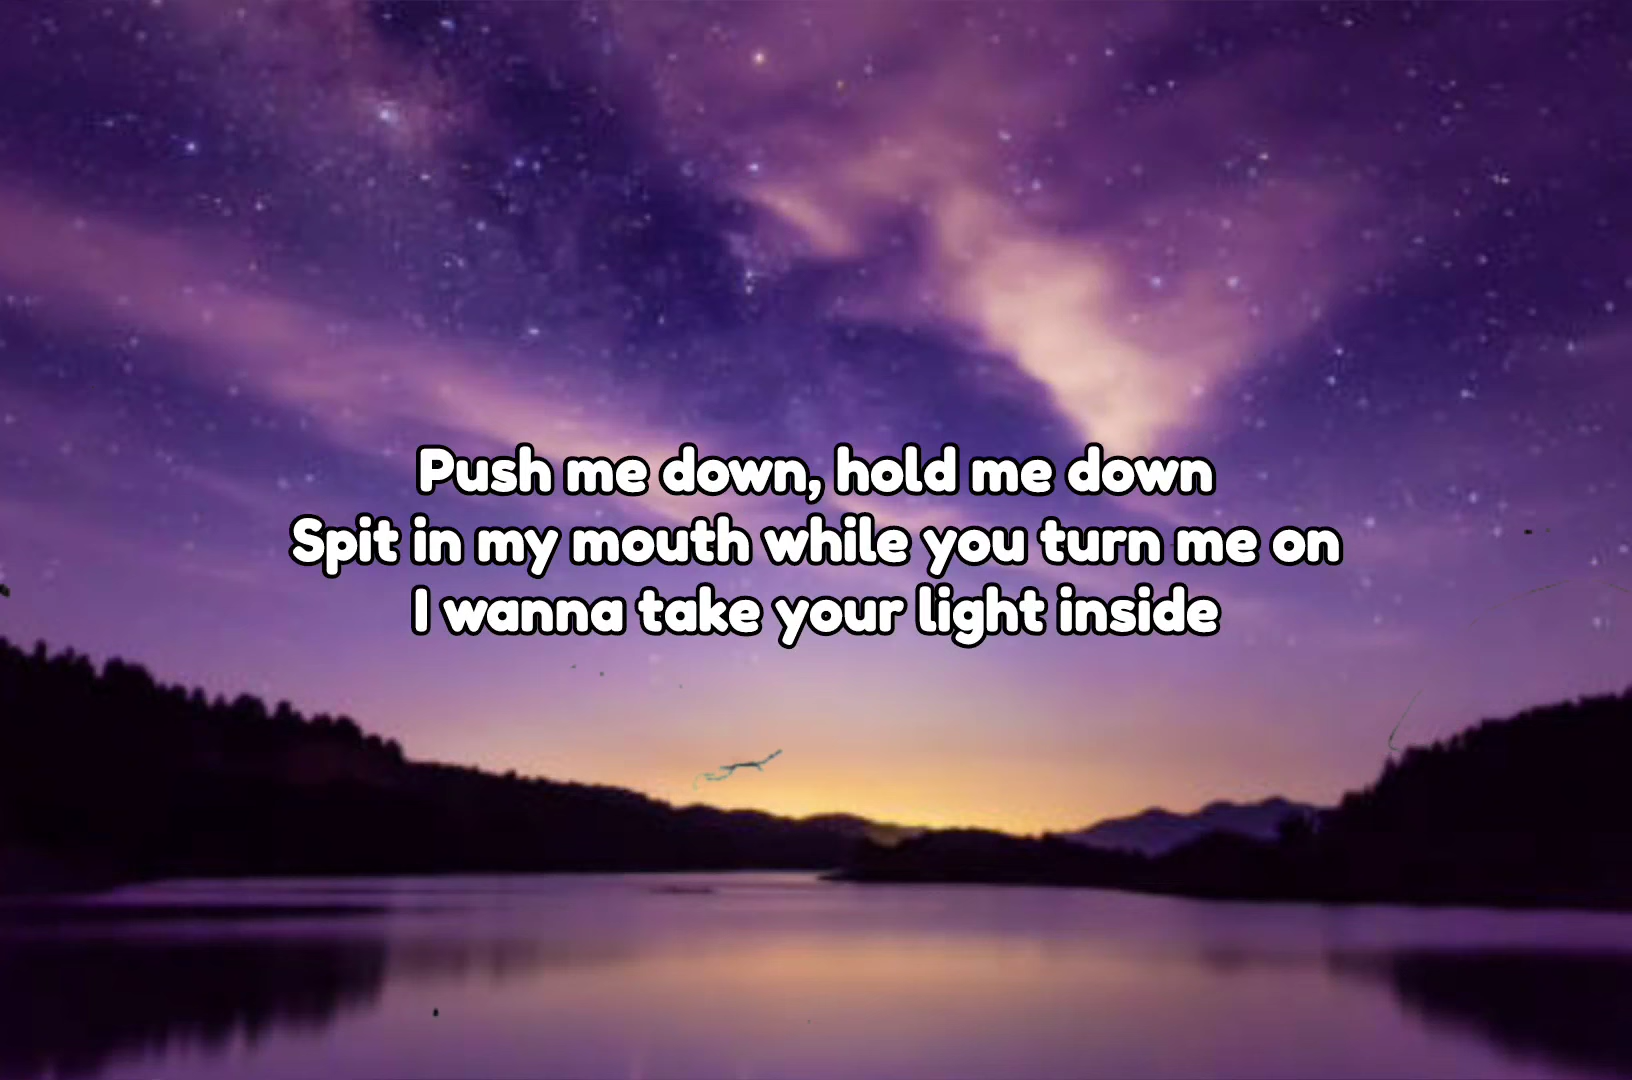 Push me down, hold me down
Spit in my mouth while you turn me on
I wanna take your light inside